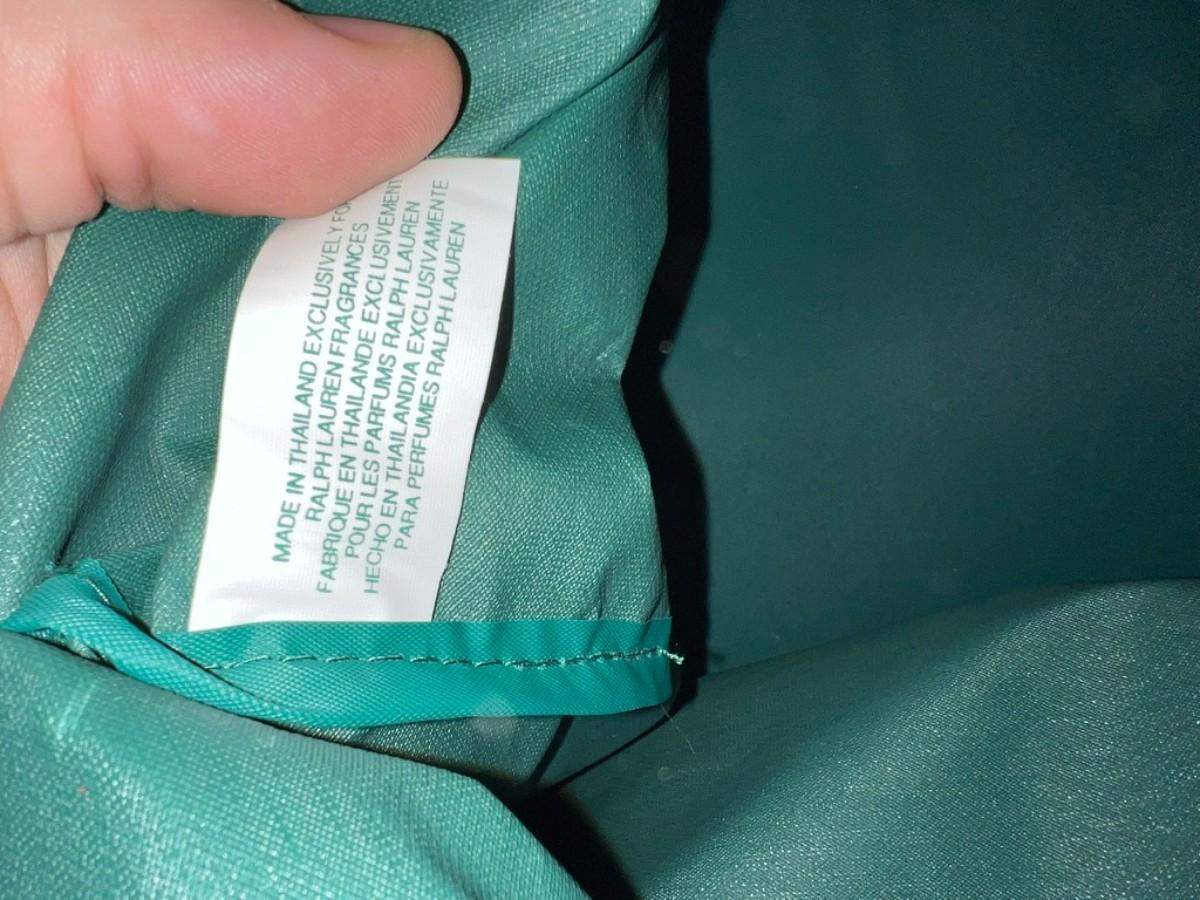 MADE IN THAILAND EXCLUSIVELY
RALPH LAUREN FRAGRANCES
FABRIQUE EN THAILANDE EXCLUSIVEMENT
POUR LES PARFUMS RALPH LAUREN
HECHO EN THAILANDIA EXCLUSIVAMENTE
PARA PERFUMES RALPH LAUREN